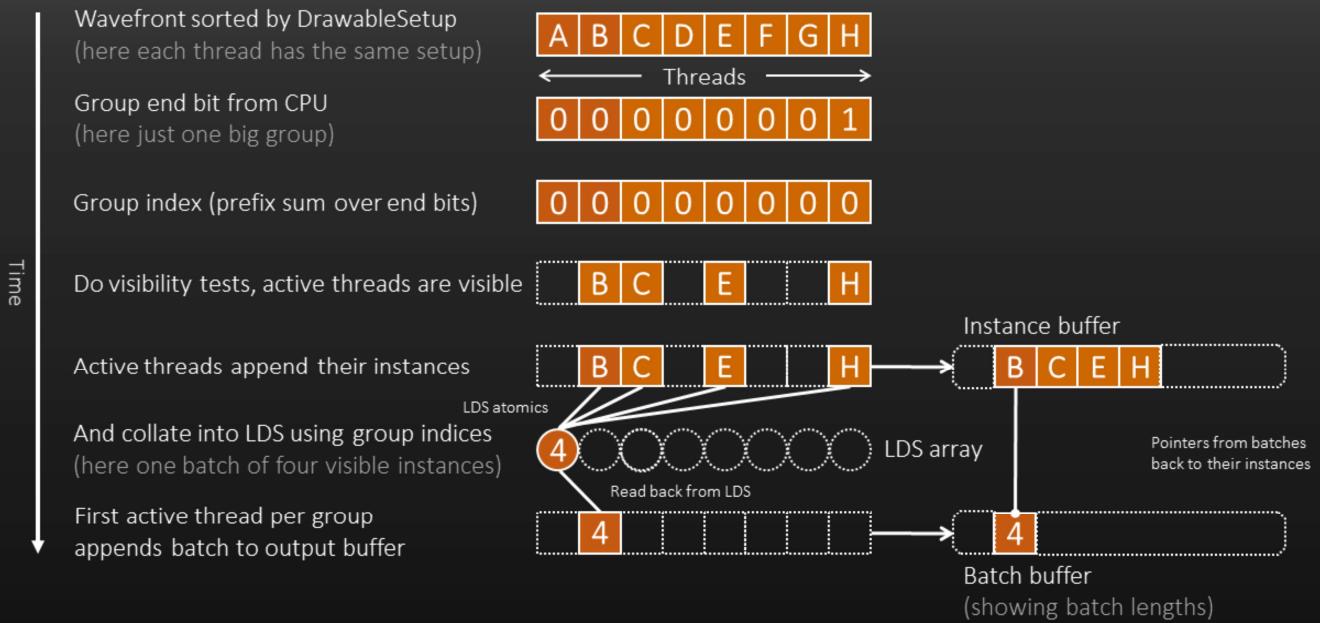 Wavefront sorted by DrawableSetup
(here each thread has the same setup)
A B C D E F G H
Threads
Group end bit from CPU
(here just one big group)
0 0 0 0 0 0 0 1
Group index (prefix sum over end bits)
0 0 0 0 0 0 0 0
Time
Do visibility tests, active threads are visible
B C E H
Instance buffer
Active threads append their instances
B C E H
B C E H
LDS atomics
And collate into LDS using group indices
(here one batch of four visible instances)
4
LDS array
Pointers from batches
back to their instances
Read back from LDS
First active thread per group
appends batch to output buffer
4
4
Batch buffer
(showing batch lengths)